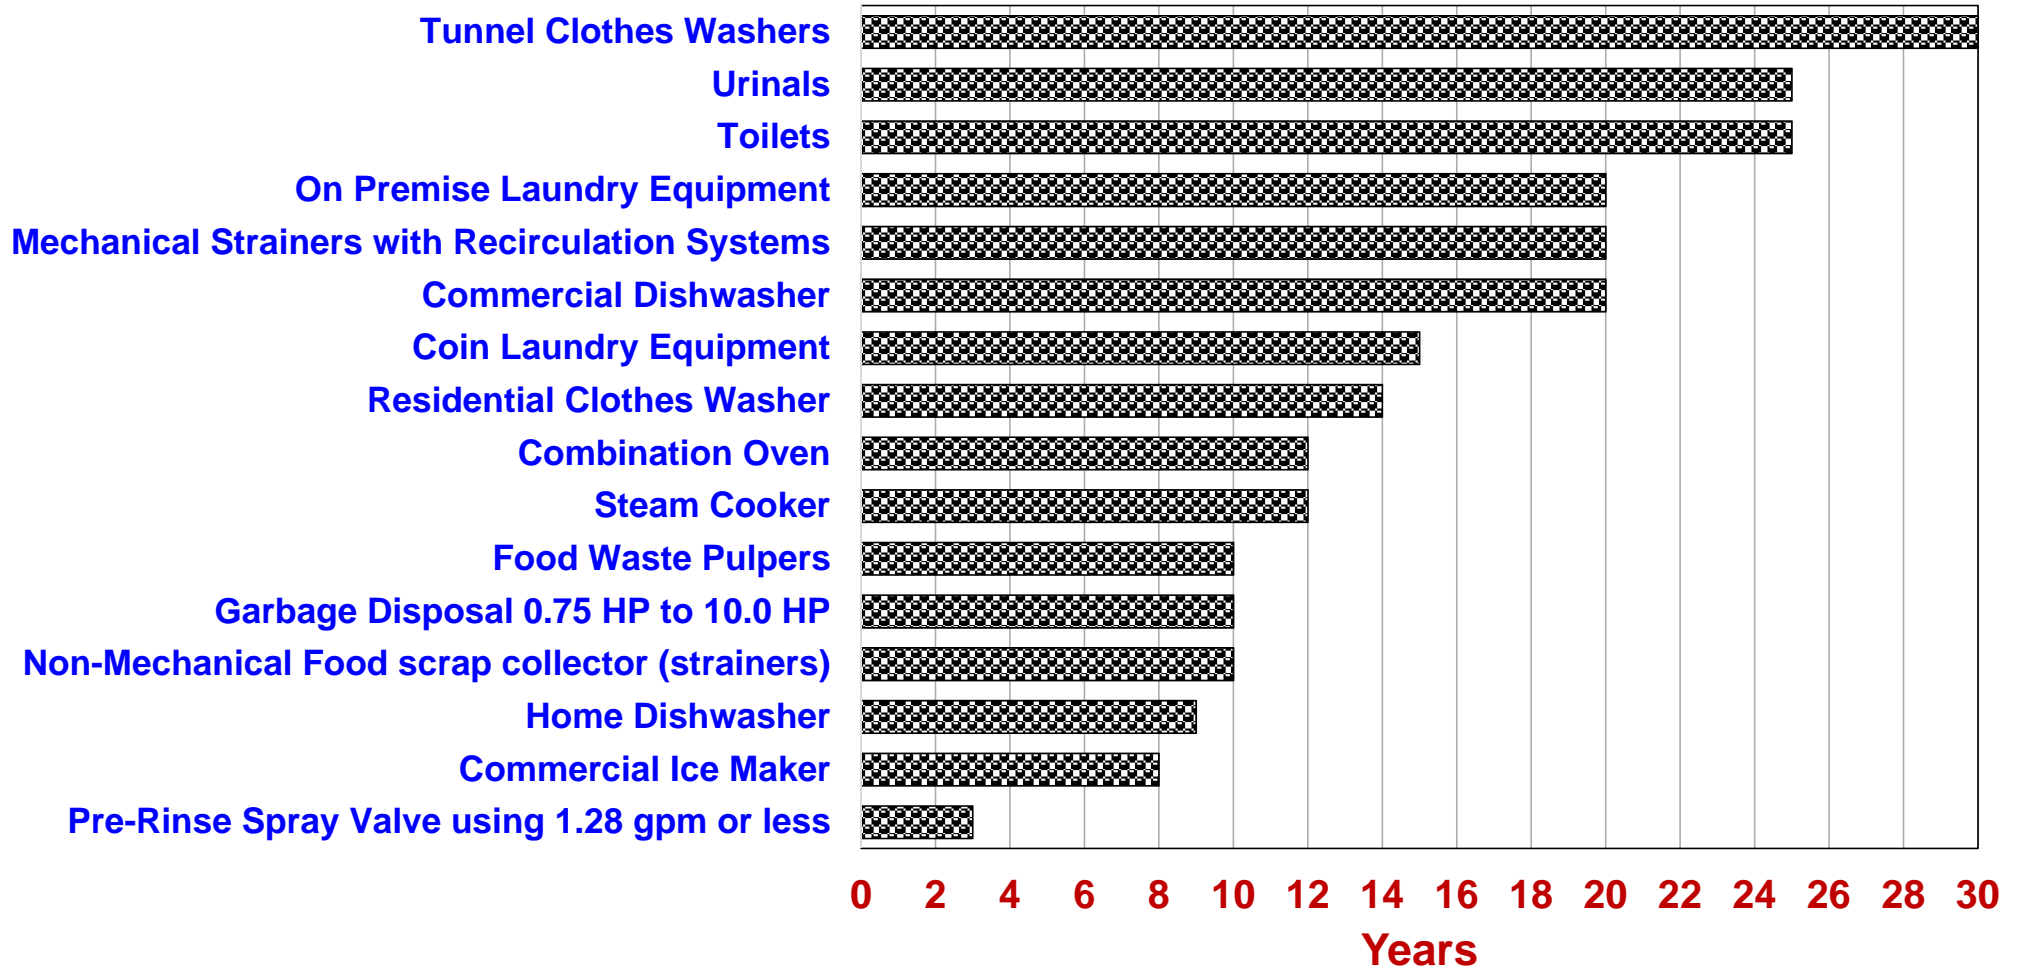 Tunnel Clothes Washers
Urinals
Toilets
On Premise Laundry Equipment
Mechanical Strainers with Recirculation Systems
Commercial Dishwasher
Coin Laundry Equipment
Residential Clothes Washer
Combination Oven
Steam Cooker
Food Waste Pulpers
Garbage Disposal 0.75 HP to 10.0 HP
Non-Mechanical Food scrap collector (strainers)
Home Dishwasher
Commercial Ice Maker
Pre-Rinse Spray Valve using 1.28 gpm or less
0 2 4 6 8 10 12 14 16 18 20 22 24 26 28 30
Years